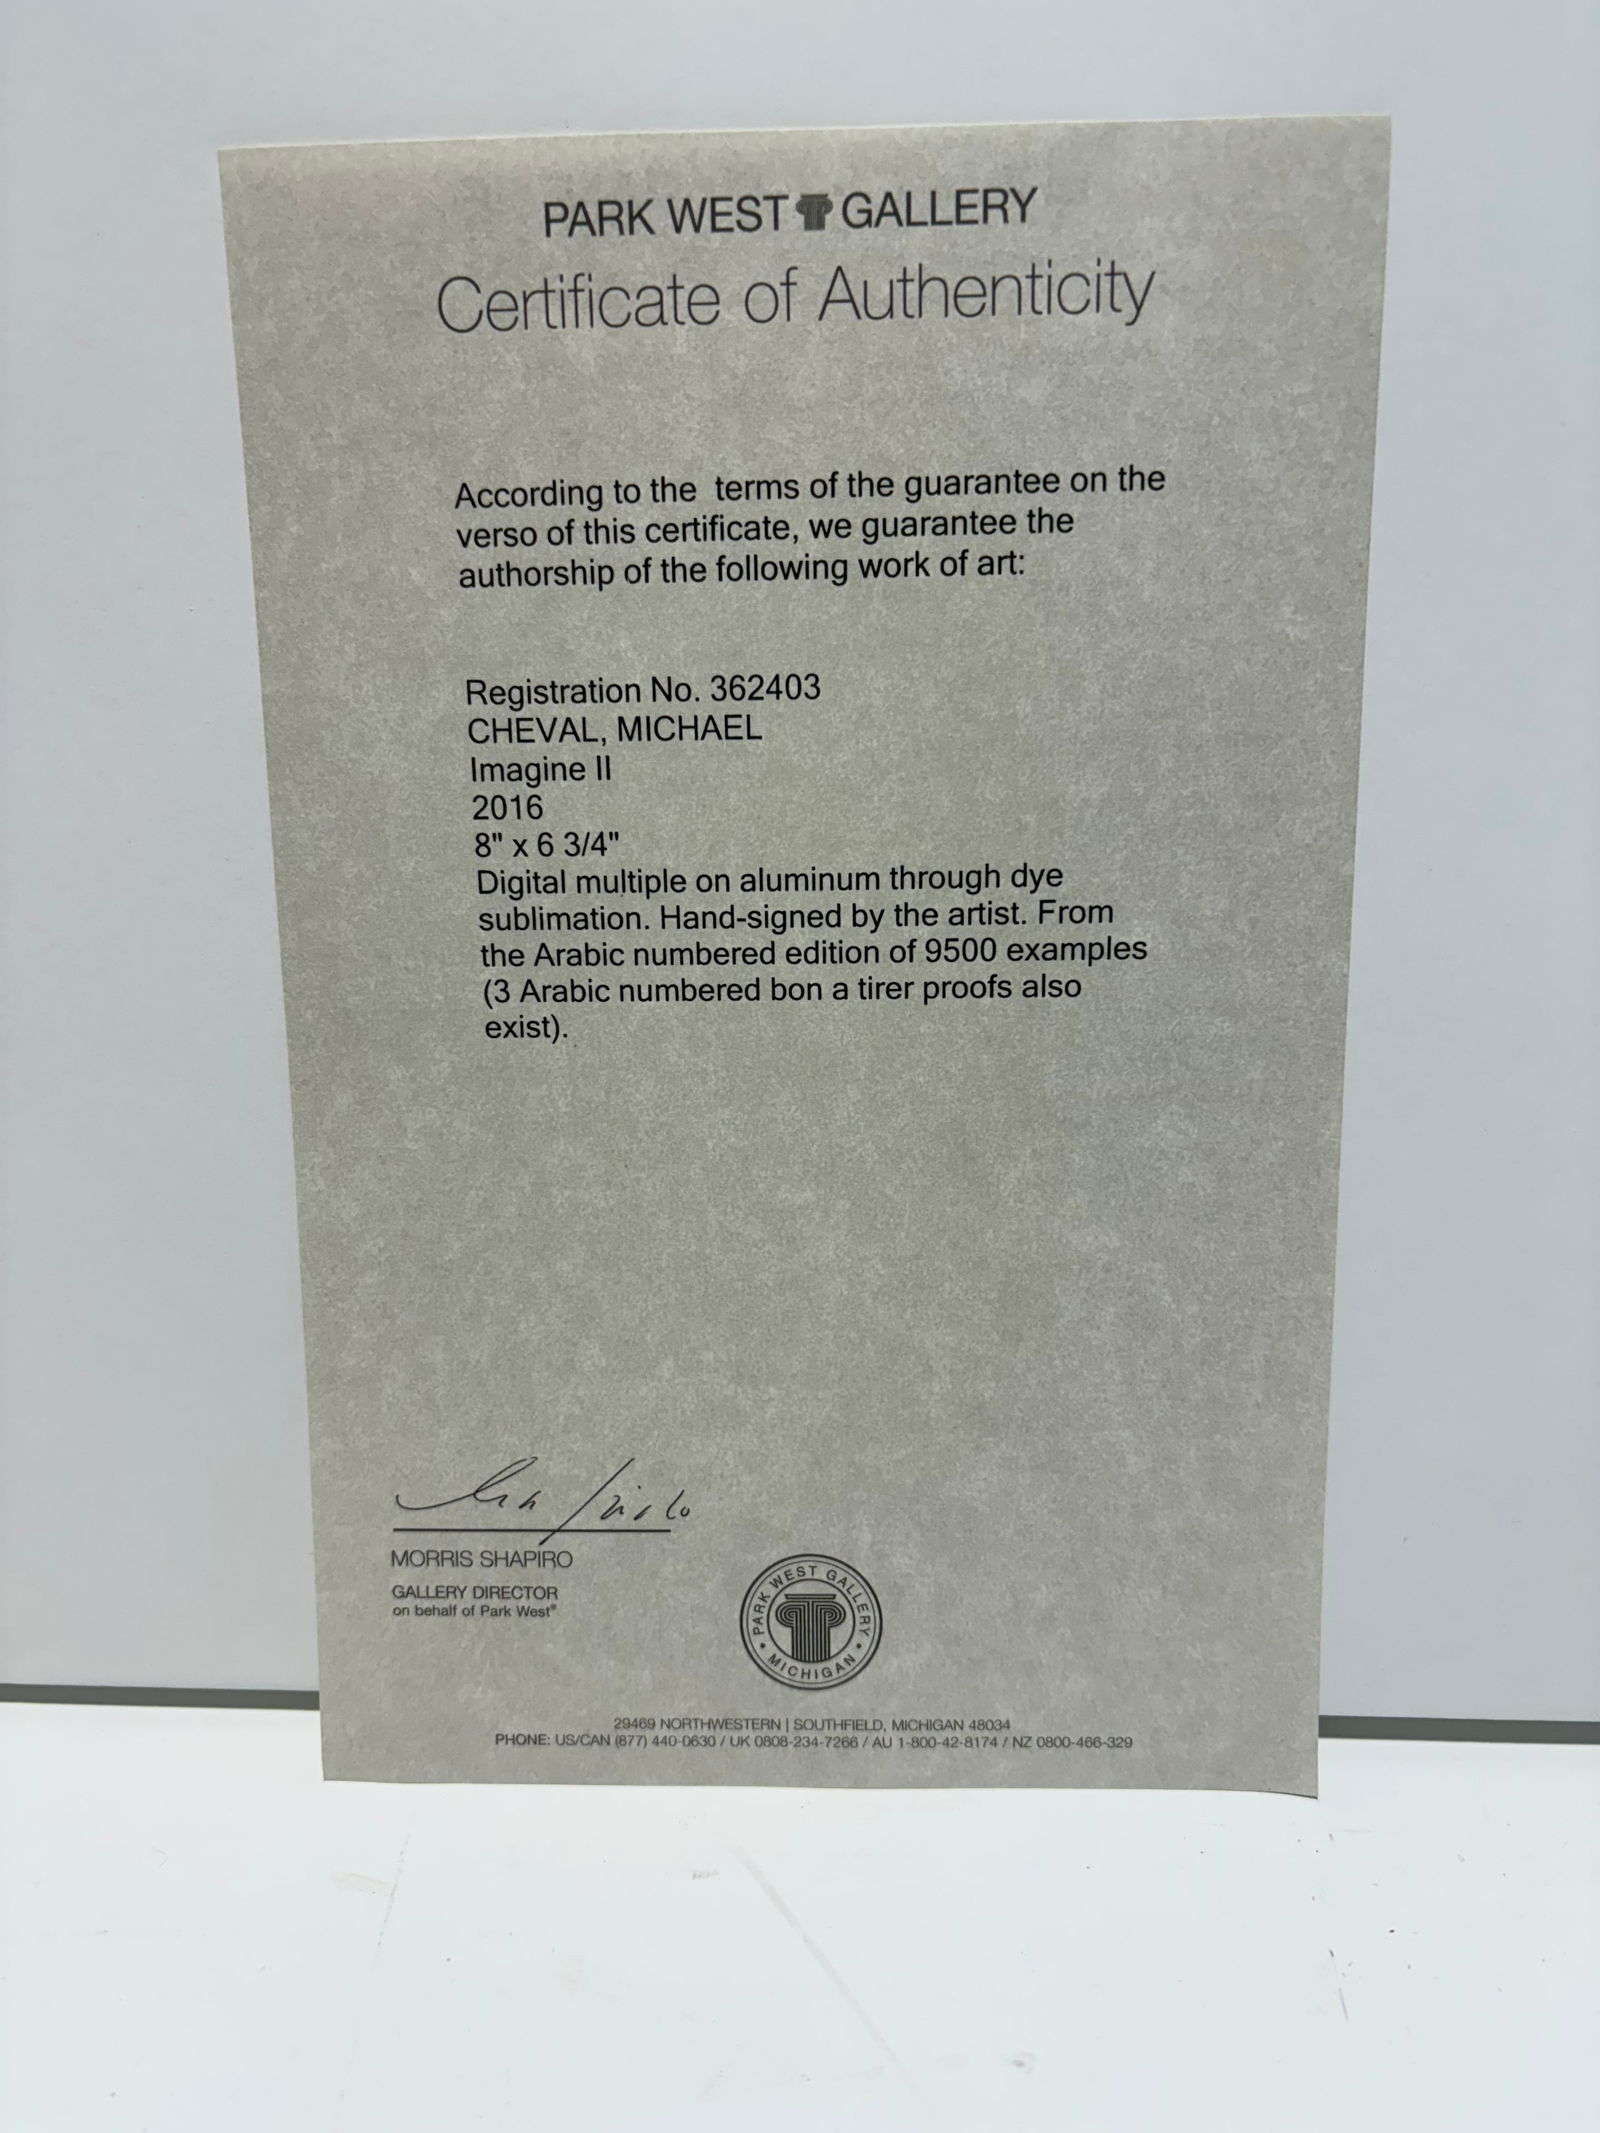 PARK WEST GALLERY
Certificate of Authenticity
According to the  terms of the guarantee on the
verso of this certificate, we guarantee the
authorship of the following work of art:
Registration No. 362403
CHEVAL, MICHAEL
Imagine II
2016
8" x 6 3/4"
Digital multiple on aluminum through dye
sublimation. Hand-signed by the artist. From
the Arabic numbered edition of 9500 examples
(3 Arabic numbered bon a tirer proofs also
exist).
MORRIS SHAPIRO
GALLERY DIRECTOR
on behalf of Park West®
• PARK WEST GALLERY •
MICHIGAN
29469 NORTHWESTERN | SOUTHFIELD, MICHIGAN 48034
PHONE: US/CAN (877) 440-0630 / UK 0808-234-7266 / AU 1-800-42-8174 / NZ 0800-466-329